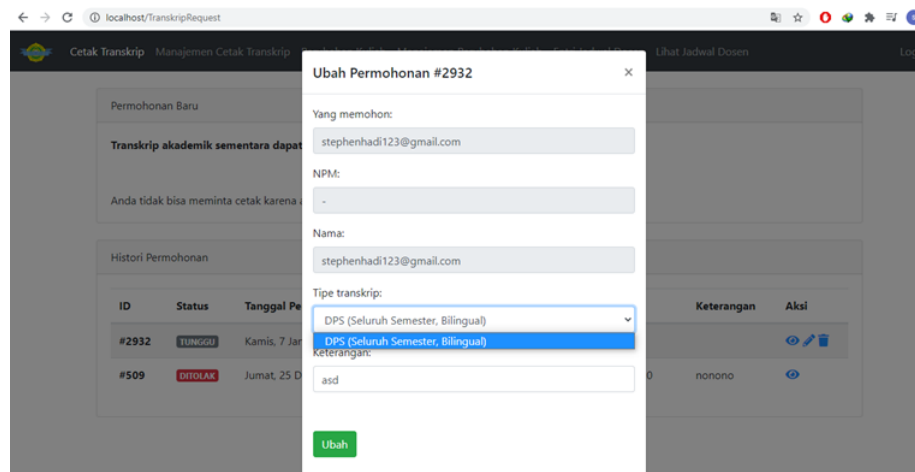 localhost/TranskripRequest
Cetak Transkrip Manajemen Cetak Transkrip Lihat Jadwal Dosen
Ubah Permohonan #2932 ×
Permohonan Baru
Yang memohon:
Transkrip akademik sementara dapat
stephenhadi123@gmail.com
NPM:
Anda tidak bisa meminta cetak karena
-
Nama:
Histori Permohonan
stephenhadi123@gmail.com
Tipe transkrip:
ID Status Tanggal Pe Keterangan Aksi
DPS (Seluruh Semester, Bilingual)
#2932 TUNGGU Kamis, 7 Jan
DPS (Seluruh Semester, Bilingual)
Keterangan:
#509 DITOLAK Jumat, 25 D 0 nonono
asd
Ubah